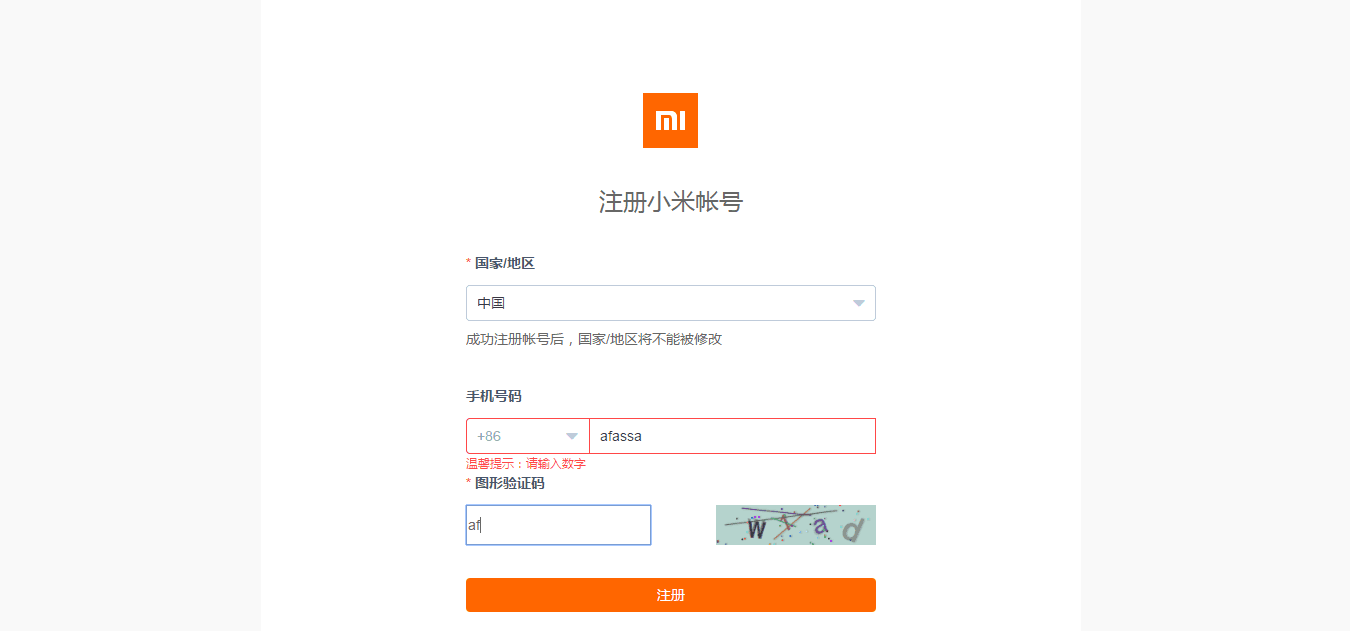 mi
注册小米帐号
* 国家/地区
中国
成功注册帐号后，国家/地区将不能被修改
手机号码
+86 afassa
温馨提示：请输入数字
* 图形验证码
af
注册